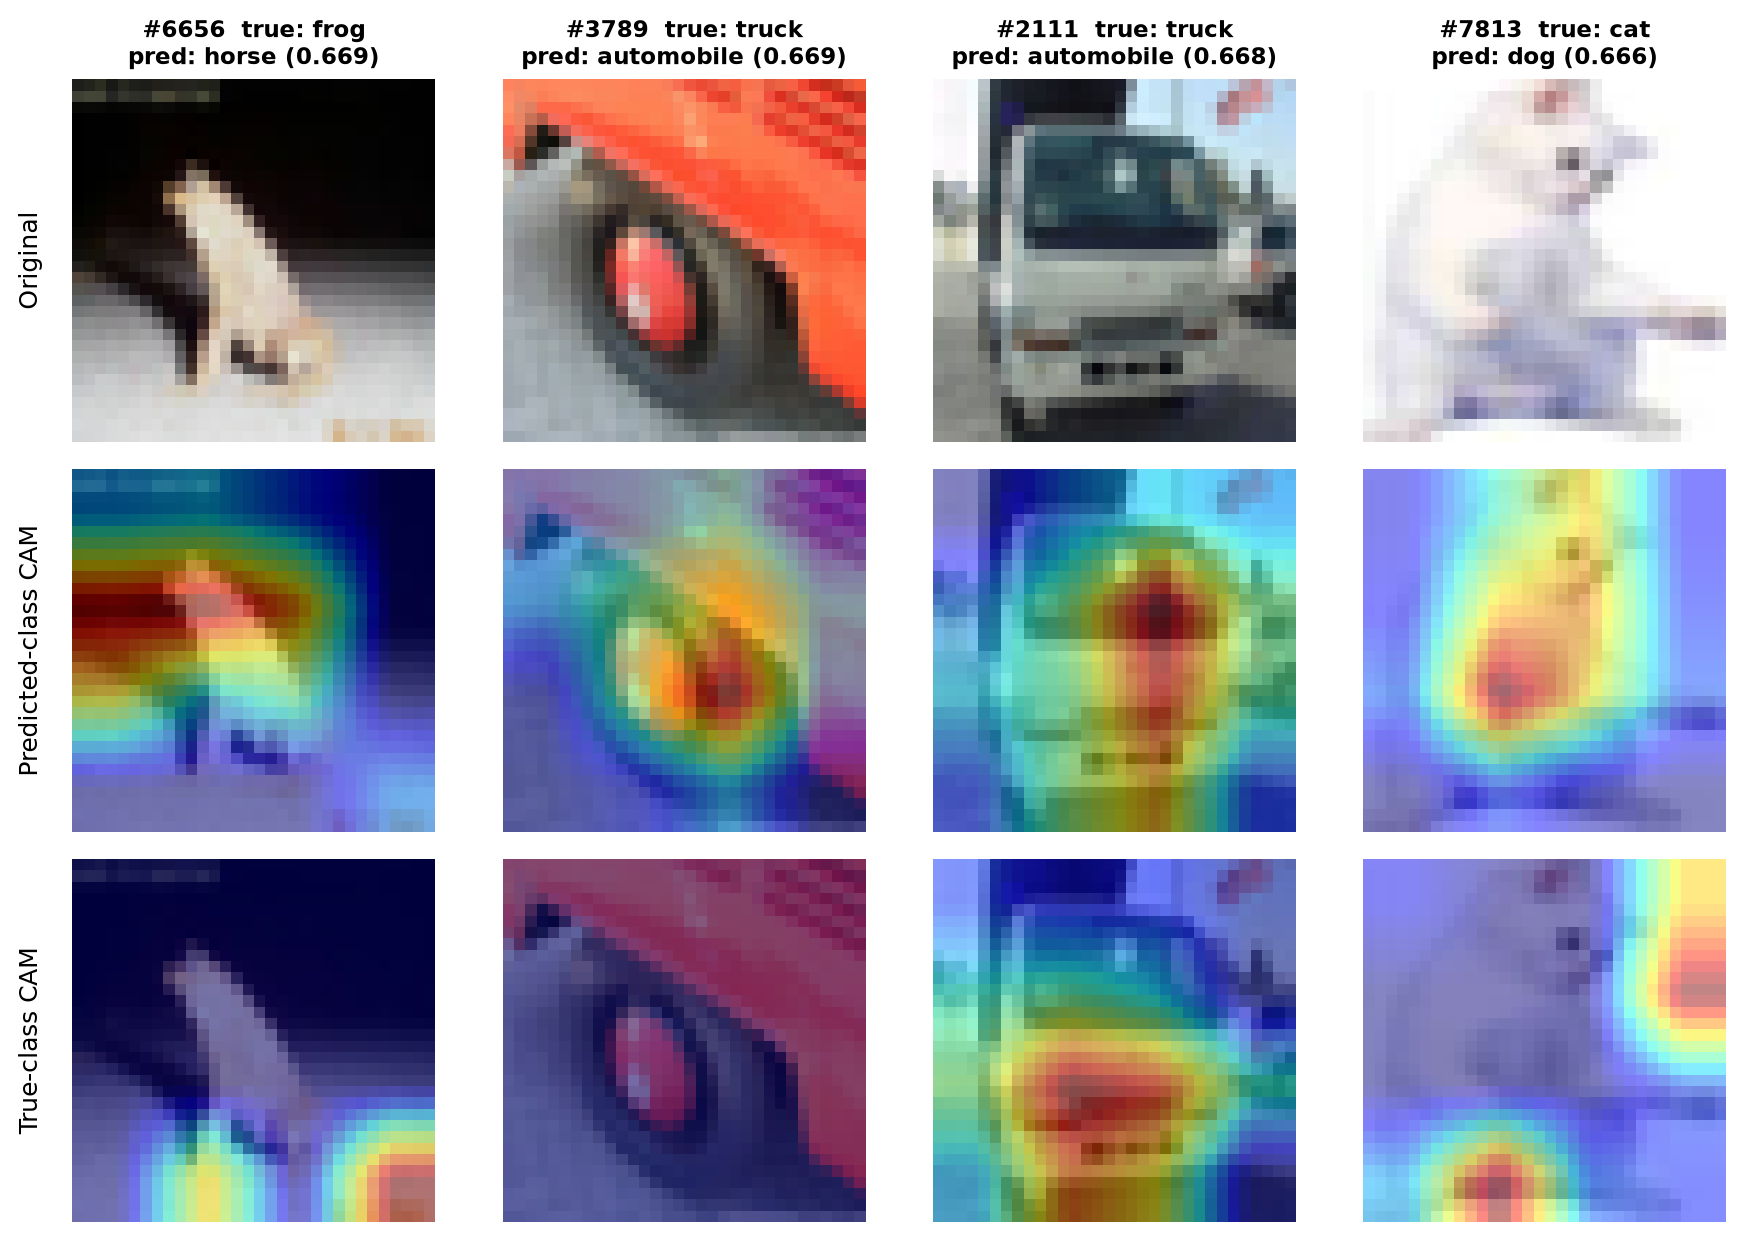 #6656  true: frog
pred: horse (0.669)
#3789  true: truck
pred: automobile (0.669)
#2111  true: truck
pred: automobile (0.668)
#7813  true: cat
pred: dog (0.666)
Original
Predicted-class CAM
True-class CAM